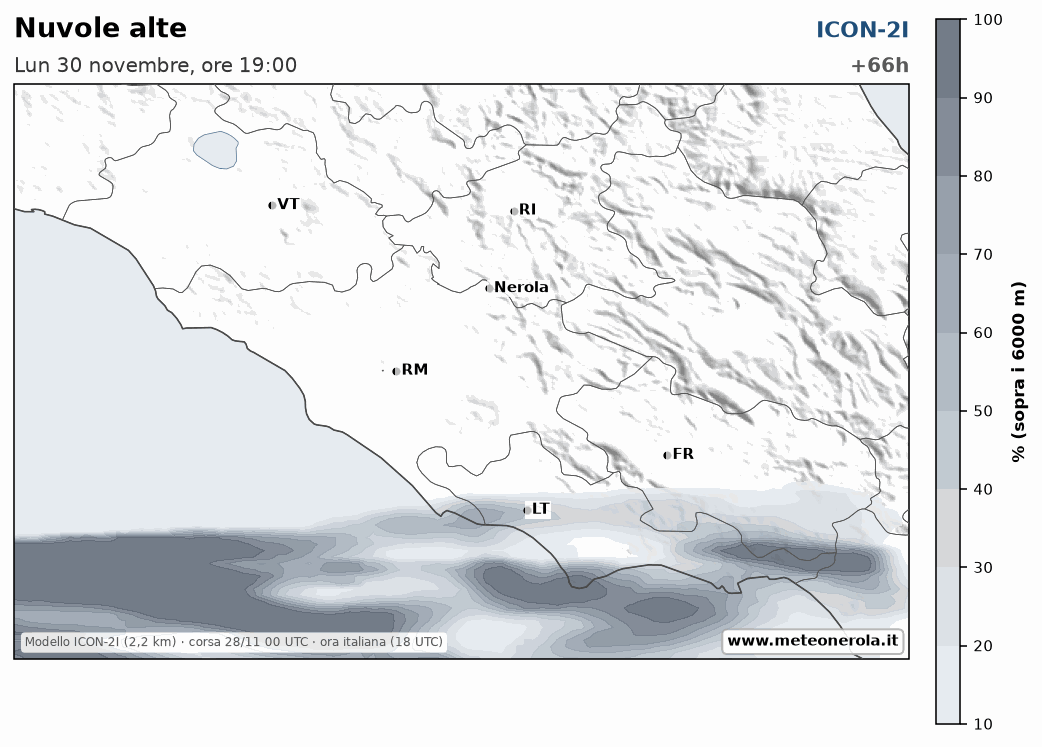 Nuvole alte
ICON-2I
Lun 30 novembre, ore 19:00
+66h
VT
RI
Nerola
RM
FR
LT
Modello ICON-2I (2,2 km) · corsa 28/11 00 UTC · ora italiana (18 UTC)
www.meteonerola.it
100
90
80
70
60
50
40
30
20
10
% (sopra i 6000 m)